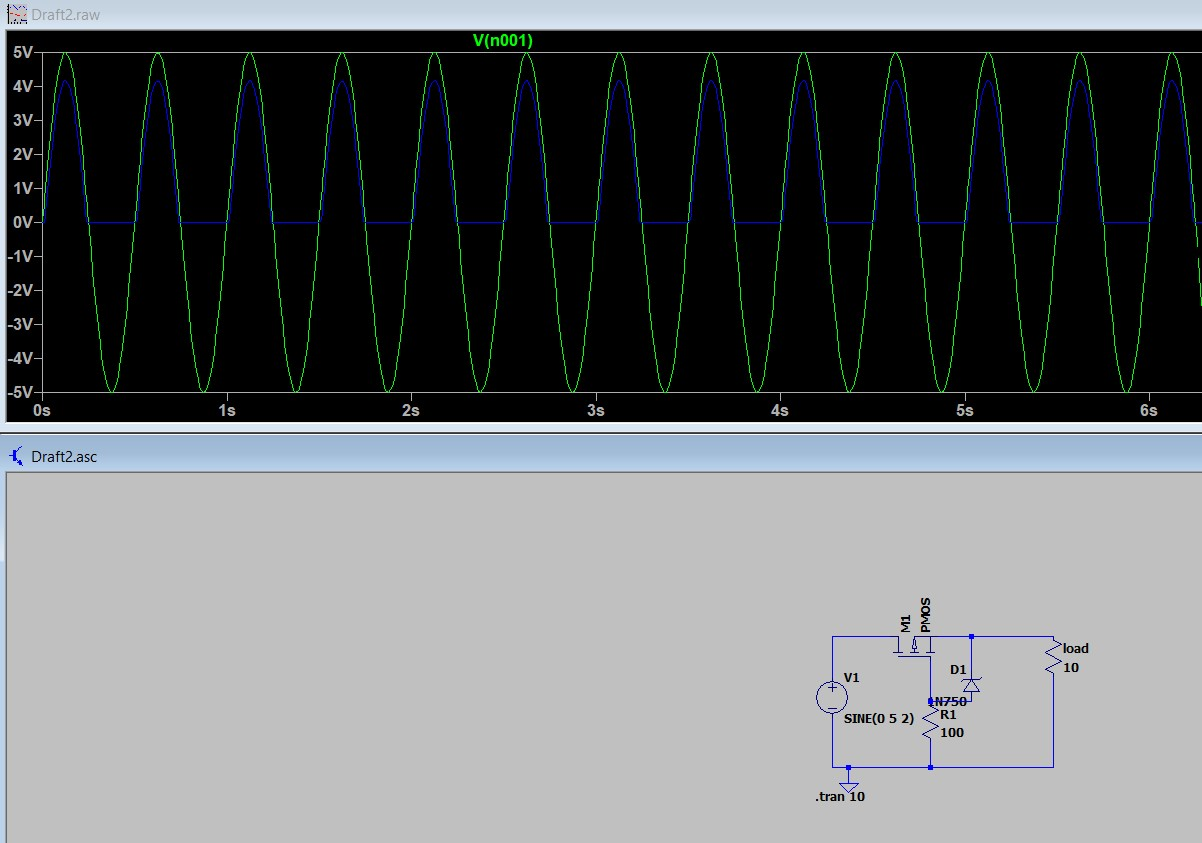 Draft2.raw
V(n001)
5V
4V
3V
2V
1V
0V
-1V
-2V
-3V
-4V
-5V
0s 1s 2s 3s 4s 5s 6s
Draft2.asc
M1
PMOS
V1
SINE(0 5 2)
D1
N750
R1
100
load
10
.tran 10